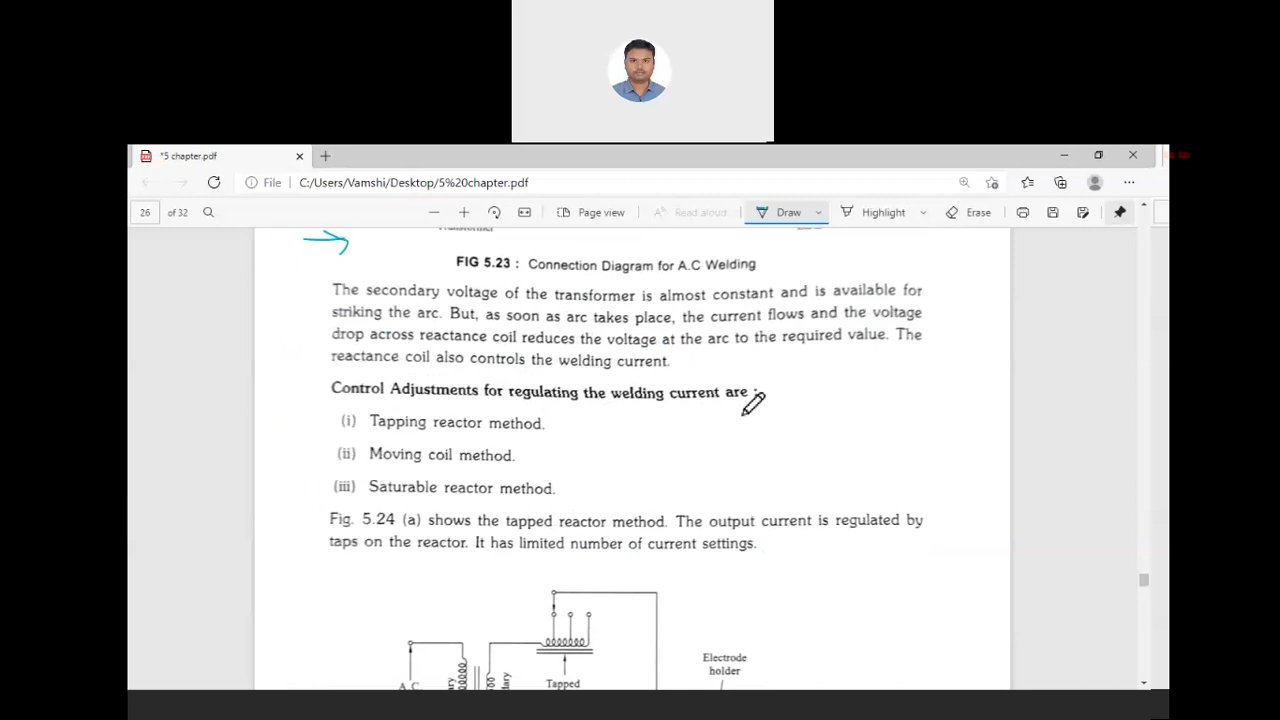 *5 chapter.pdf
File C:/Users/Vamshi/Desktop/5%20chapter.pdf
26 of 32 Page view Read aloud Draw Highlight Erase
Transformer
FIG 5.23 : Connection Diagram for A.C Welding
The secondary voltage of the transformer is almost constant and is available for
striking the arc. But, as soon as arc takes place, the current flows and the voltage
drop across reactance coil reduces the voltage at the arc to the required value. The
reactance coil also controls the welding current.
Control Adjustments for regulating the welding current are :
(i) Tapping reactor method.
(ii) Moving coil method.
(iii) Saturable reactor method.
Fig. 5.24 (a) shows the tapped reactor method. The output current is regulated by
taps on the reactor. It has limited number of current settings.
Electrode
holder
A.C.
Tapped